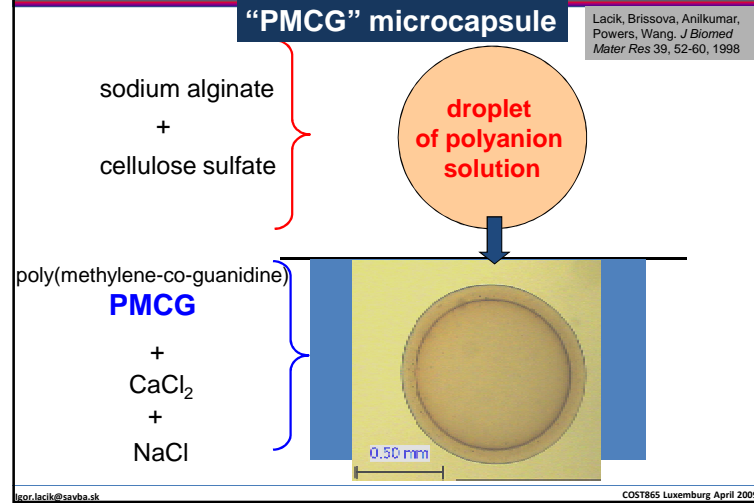 “PMCG” microcapsule
Lacik, Brissova, Anilkumar,
Powers, Wang. J Biomed
Mater Res 39, 52-60, 1998
sodium alginate
+
cellulose sulfate
droplet
of polyanion
solution
poly(methylene-co-guanidine)
PMCG
+
CaCl₂
+
NaCl
0.50 mm
Igor.lacik@savba.sk
COST865 Luxemburg April